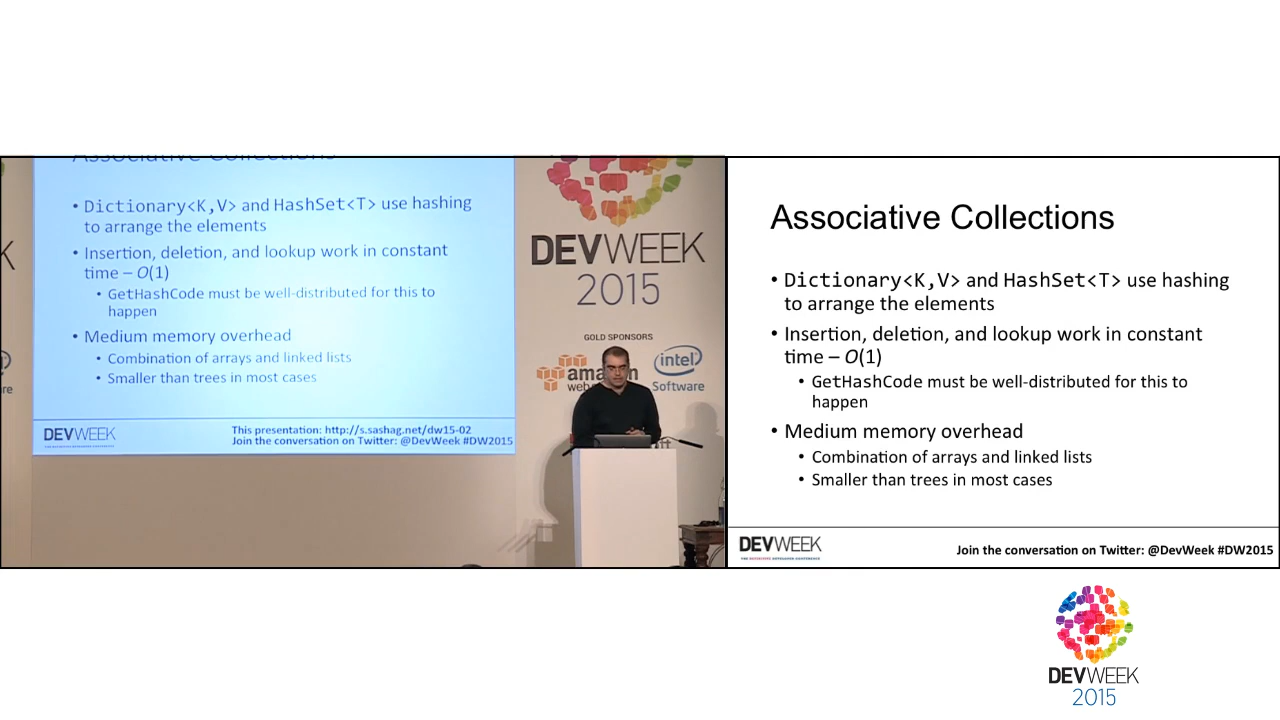 Associative Collections
• Dictionary<K,V> and HashSet<T> use hashing
to arrange the elements
• Insertion, deletion, and lookup work in constant
time – O(1)
• GetHashCode must be well-distributed for this to
happen
• Medium memory overhead
• Combination of arrays and linked lists
• Smaller than trees in most cases
DEVWEEK
This presentation: http://s.sashag.net/dw15-02
Join the conversation on Twitter: @DevWeek #DW2015
DEVWEEK
2015
GOLD SPONSORS
intel
Software
Associative Collections
• Dictionary<K,V> and HashSet<T> use hashing
to arrange the elements
• Insertion, deletion, and lookup work in constant
time – O(1)
• GetHashCode must be well-distributed for this to
happen
• Medium memory overhead
• Combination of arrays and linked lists
• Smaller than trees in most cases
DEVWEEK
Join the conversation on Twitter: @DevWeek #DW2015
DEVWEEK
2015